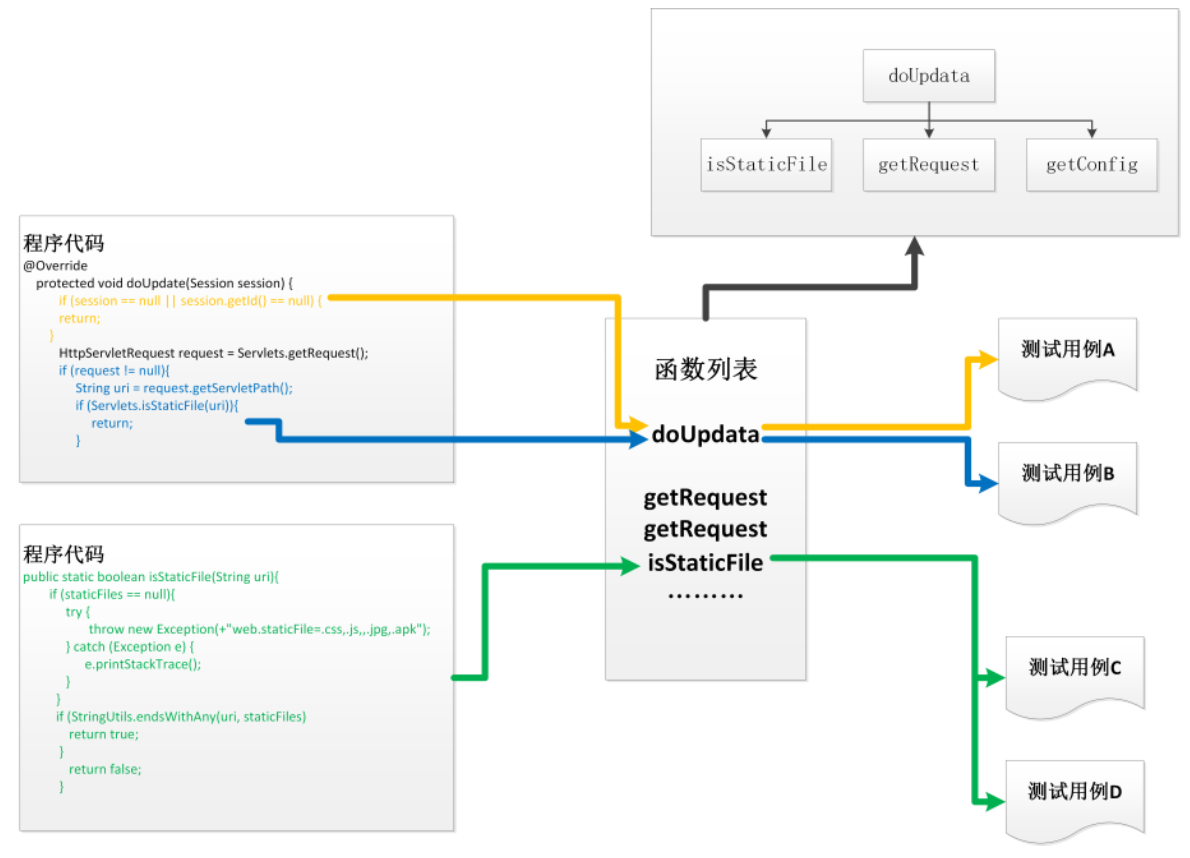 doUpdata
isStaticFile
getRequest
getConfig
程序代码
@Override
protected void doUpdate(Session session) {
if (session == null || session.getId() == null) {
return;
}
HttpServletRequest request = Servlets.getRequest();
if (request != null){
String uri = request.getServletPath();
if (Servlets.isStaticFile(uri)){
return;
}
函数列表
doUpdata
getRequest
getRequest
isStaticFile
………
测试用例A
测试用例B
程序代码
public static boolean isStaticFile(String uri){
if (staticFiles == null){
try {
throw new Exception(+"web.staticFile=.css,.js,,.jpg,.apk");
} catch (Exception e) {
e.printStackTrace();
}
}
if (StringUtils.endsWithAny(uri, staticFiles)
return true;
}
return false;
}
测试用例C
测试用例D